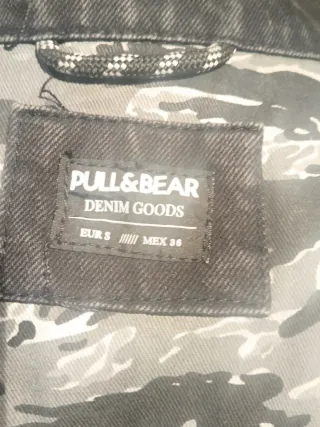 PULL&BEAR
DENIM GOODS
EUR S ////// MEX 36